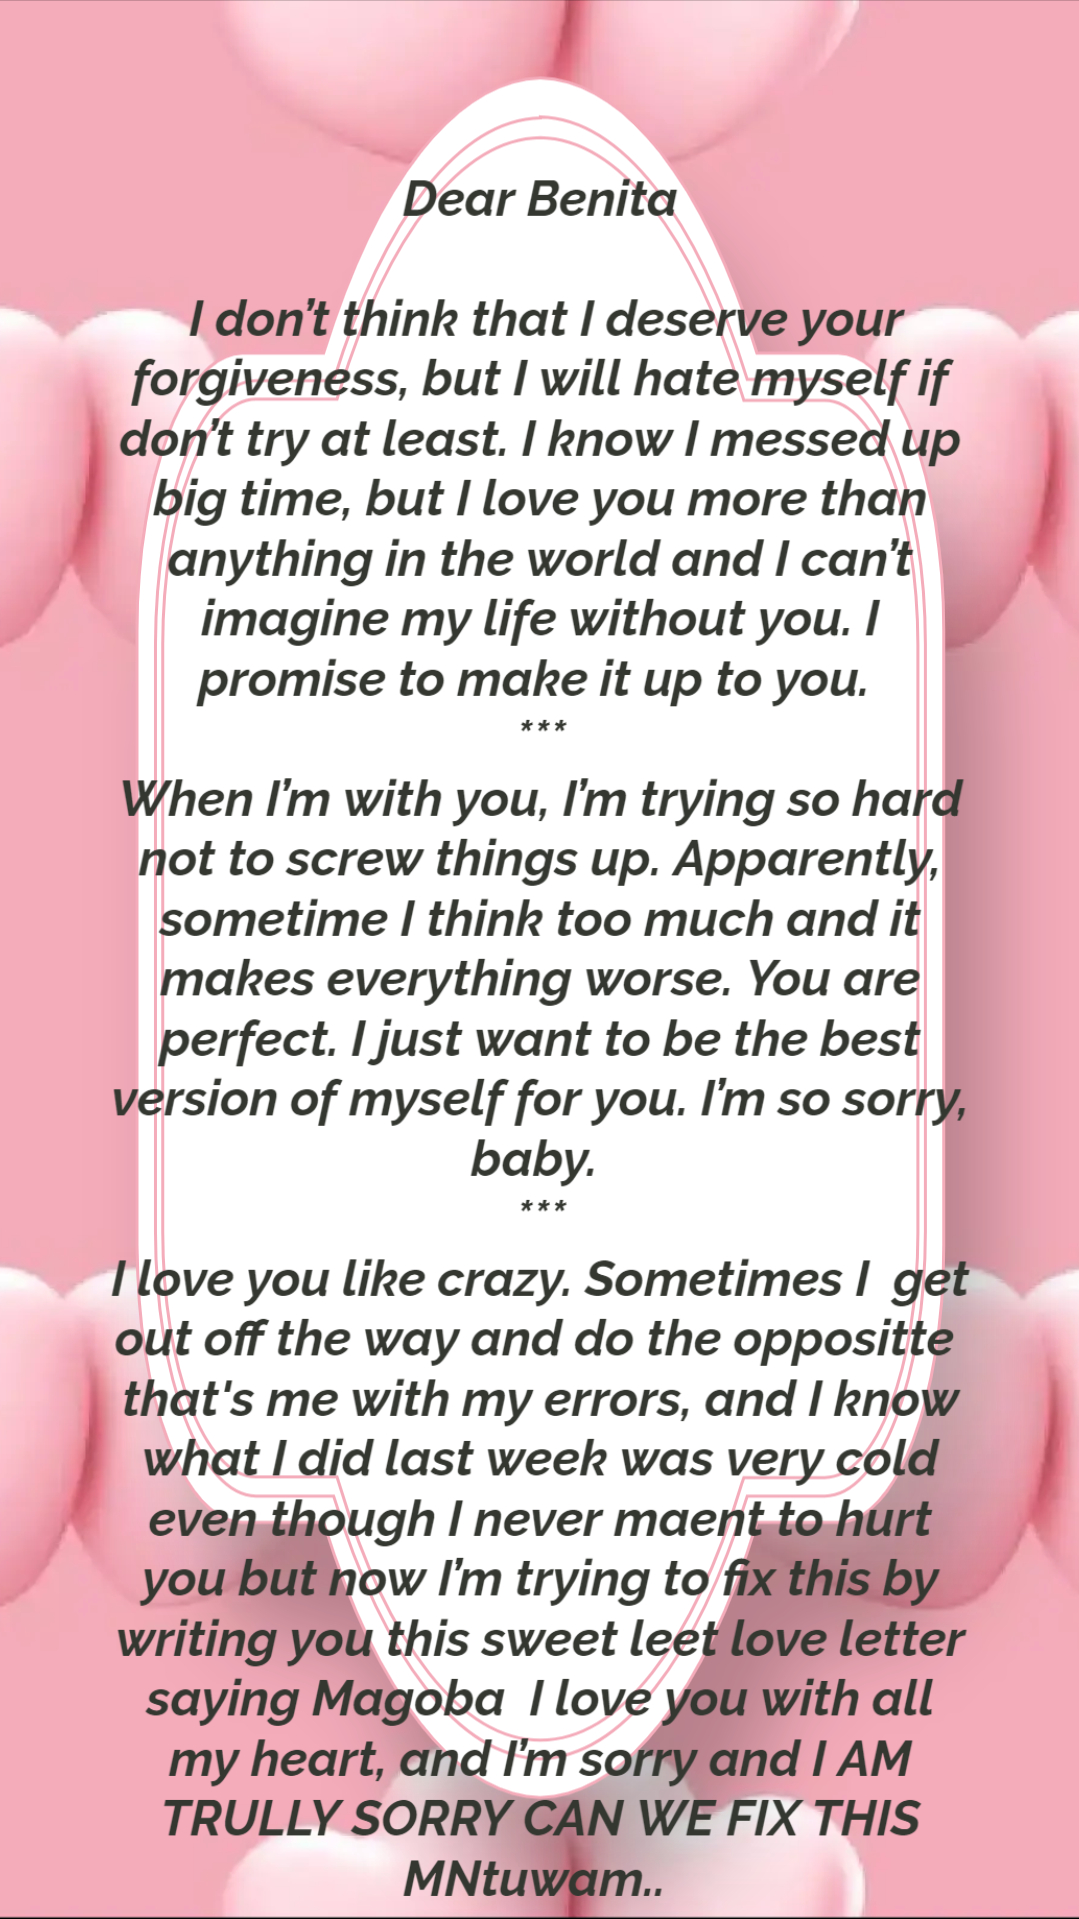 Dear Benita
I don’t think that I deserve your
forgiveness, but I will hate myself if
don’t try at least. I know I messed up
big time, but I love you more than
anything in the world and I can’t
imagine my life without you. I
promise to make it up to you.
***
When I’m with you, I’m trying so hard
not to screw things up. Apparently,
sometime I think too much and it
makes everything worse. You are
perfect. I just want to be the best
version of myself for you. I’m so sorry,
baby.
***
I love you like crazy. Sometimes I  get
out off the way and do the oppositte
that's me with my errors, and I know
what I did last week was very cold
even though I never maent to hurt
you but now I’m trying to fix this by
writing you this sweet leet love letter
saying Magoba  I love you with all
my heart, and I’m sorry and I AM
TRULLY SORRY CAN WE FIX THIS
MNtuwam..